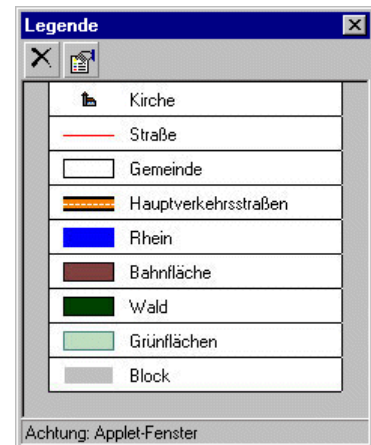 Legende
Kirche
Straße
Gemeinde
Hauptverkehrsstraßen
Rhein
Bahnfläche
Wald
Grünflächen
Block
Achtung: Applet-Fenster